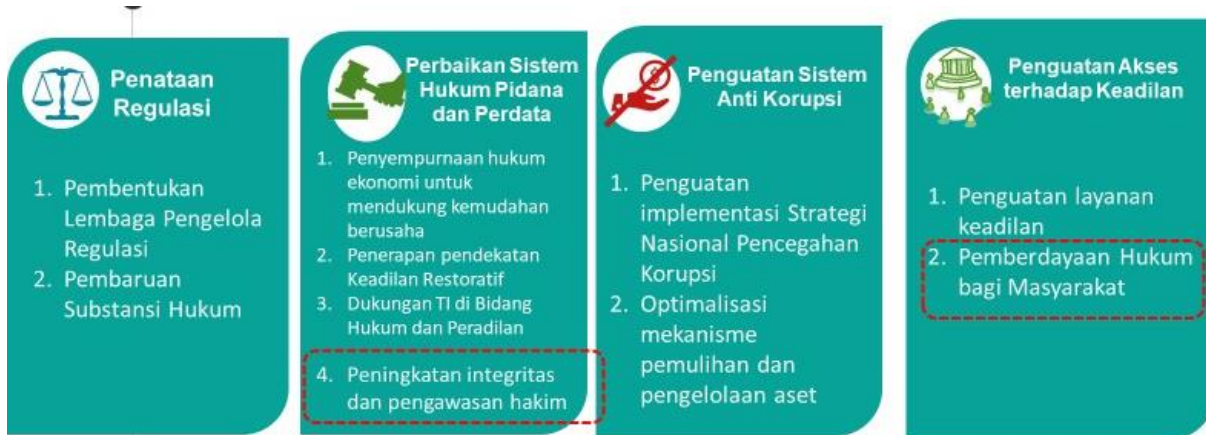 Penataan
Regulasi
1. Pembentukan
Lembaga Pengelola
Regulasi
2. Pembaruan
Substansi Hukum
Perbaikan Sistem
Hukum Pidana
dan Perdata
1. Penyempurnaan hukum
ekonomi untuk
mendukung kemudahan
berusaha
2. Penerapan pendekatan
Keadilan Restoratif
3. Dukungan TI di Bidang
Hukum dan Peradilan
4. Peningkatan integritas
dan pengawasan hakim
Penguatan Sistem
Anti Korupsi
1. Penguatan
implementasi Strategi
Nasional Pencegahan
Korupsi
2. Optimalisasi
mekanisme
pemulihan dan
pengelolaan aset
Penguatan Akses
terhadap Keadilan
1. Penguatan layanan
keadilan
2. Pemberdayaan Hukum
bagi Masyarakat